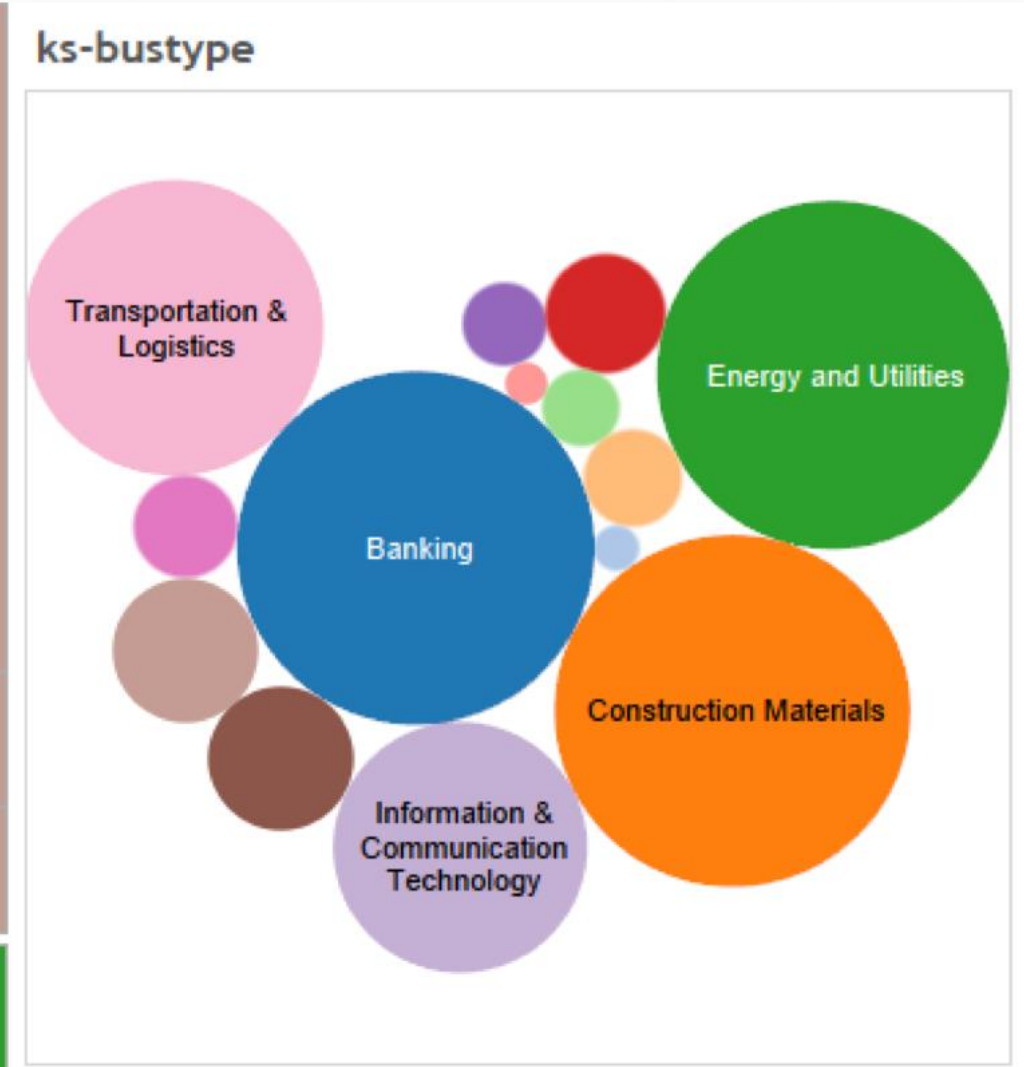 ks-bustype
Transportation &
Logistics
Energy and Utilities
Banking
Construction Materials
Information &
Communication
Technology